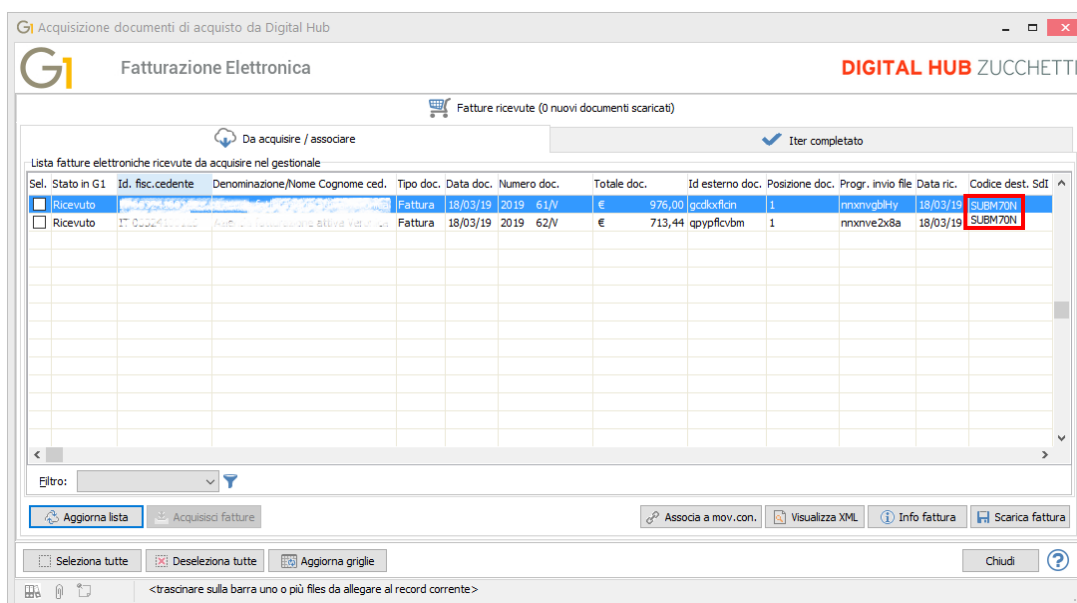 G1 Acquisizione documenti di acquisto da Digital Hub
G1 Fatturazione Elettronica DIGITAL HUB ZUCCHETTI
Fatture ricevute (0 nuovi documenti scaricati)
Da acquisire / associare Iter completato
Lista fatture elettroniche ricevute da acquisire nel gestionale
Sel. Stato in G1 Id. fisc.cedente Denominazione/Nome Cognome ced. Tipo doc. Data doc. Numero doc. Totale doc. Id esterno doc. Posizione doc. Progr. invio file Data ric. Codice dest. SdI
Ricevuto Fattura 18/03/19 2019 61/V € 976,00 gcdkxflcin 1 nnxnvgblHy 18/03/19 SUBM70N
Ricevuto Fattura 18/03/19 2019 62/V € 713,44 qpypflcvbm 1 nnxnve2x8a 18/03/19 SUBM70N
Filtro:
Aggiorna lista Acquisisci fatture Associa a mov.con. Visualizza XML Info fattura Scarica fattura
Seleziona tutte Deseleziona tutte Aggiorna griglie Chiudi
<trascinare sulla barra uno o più files da allegare al record corrente>